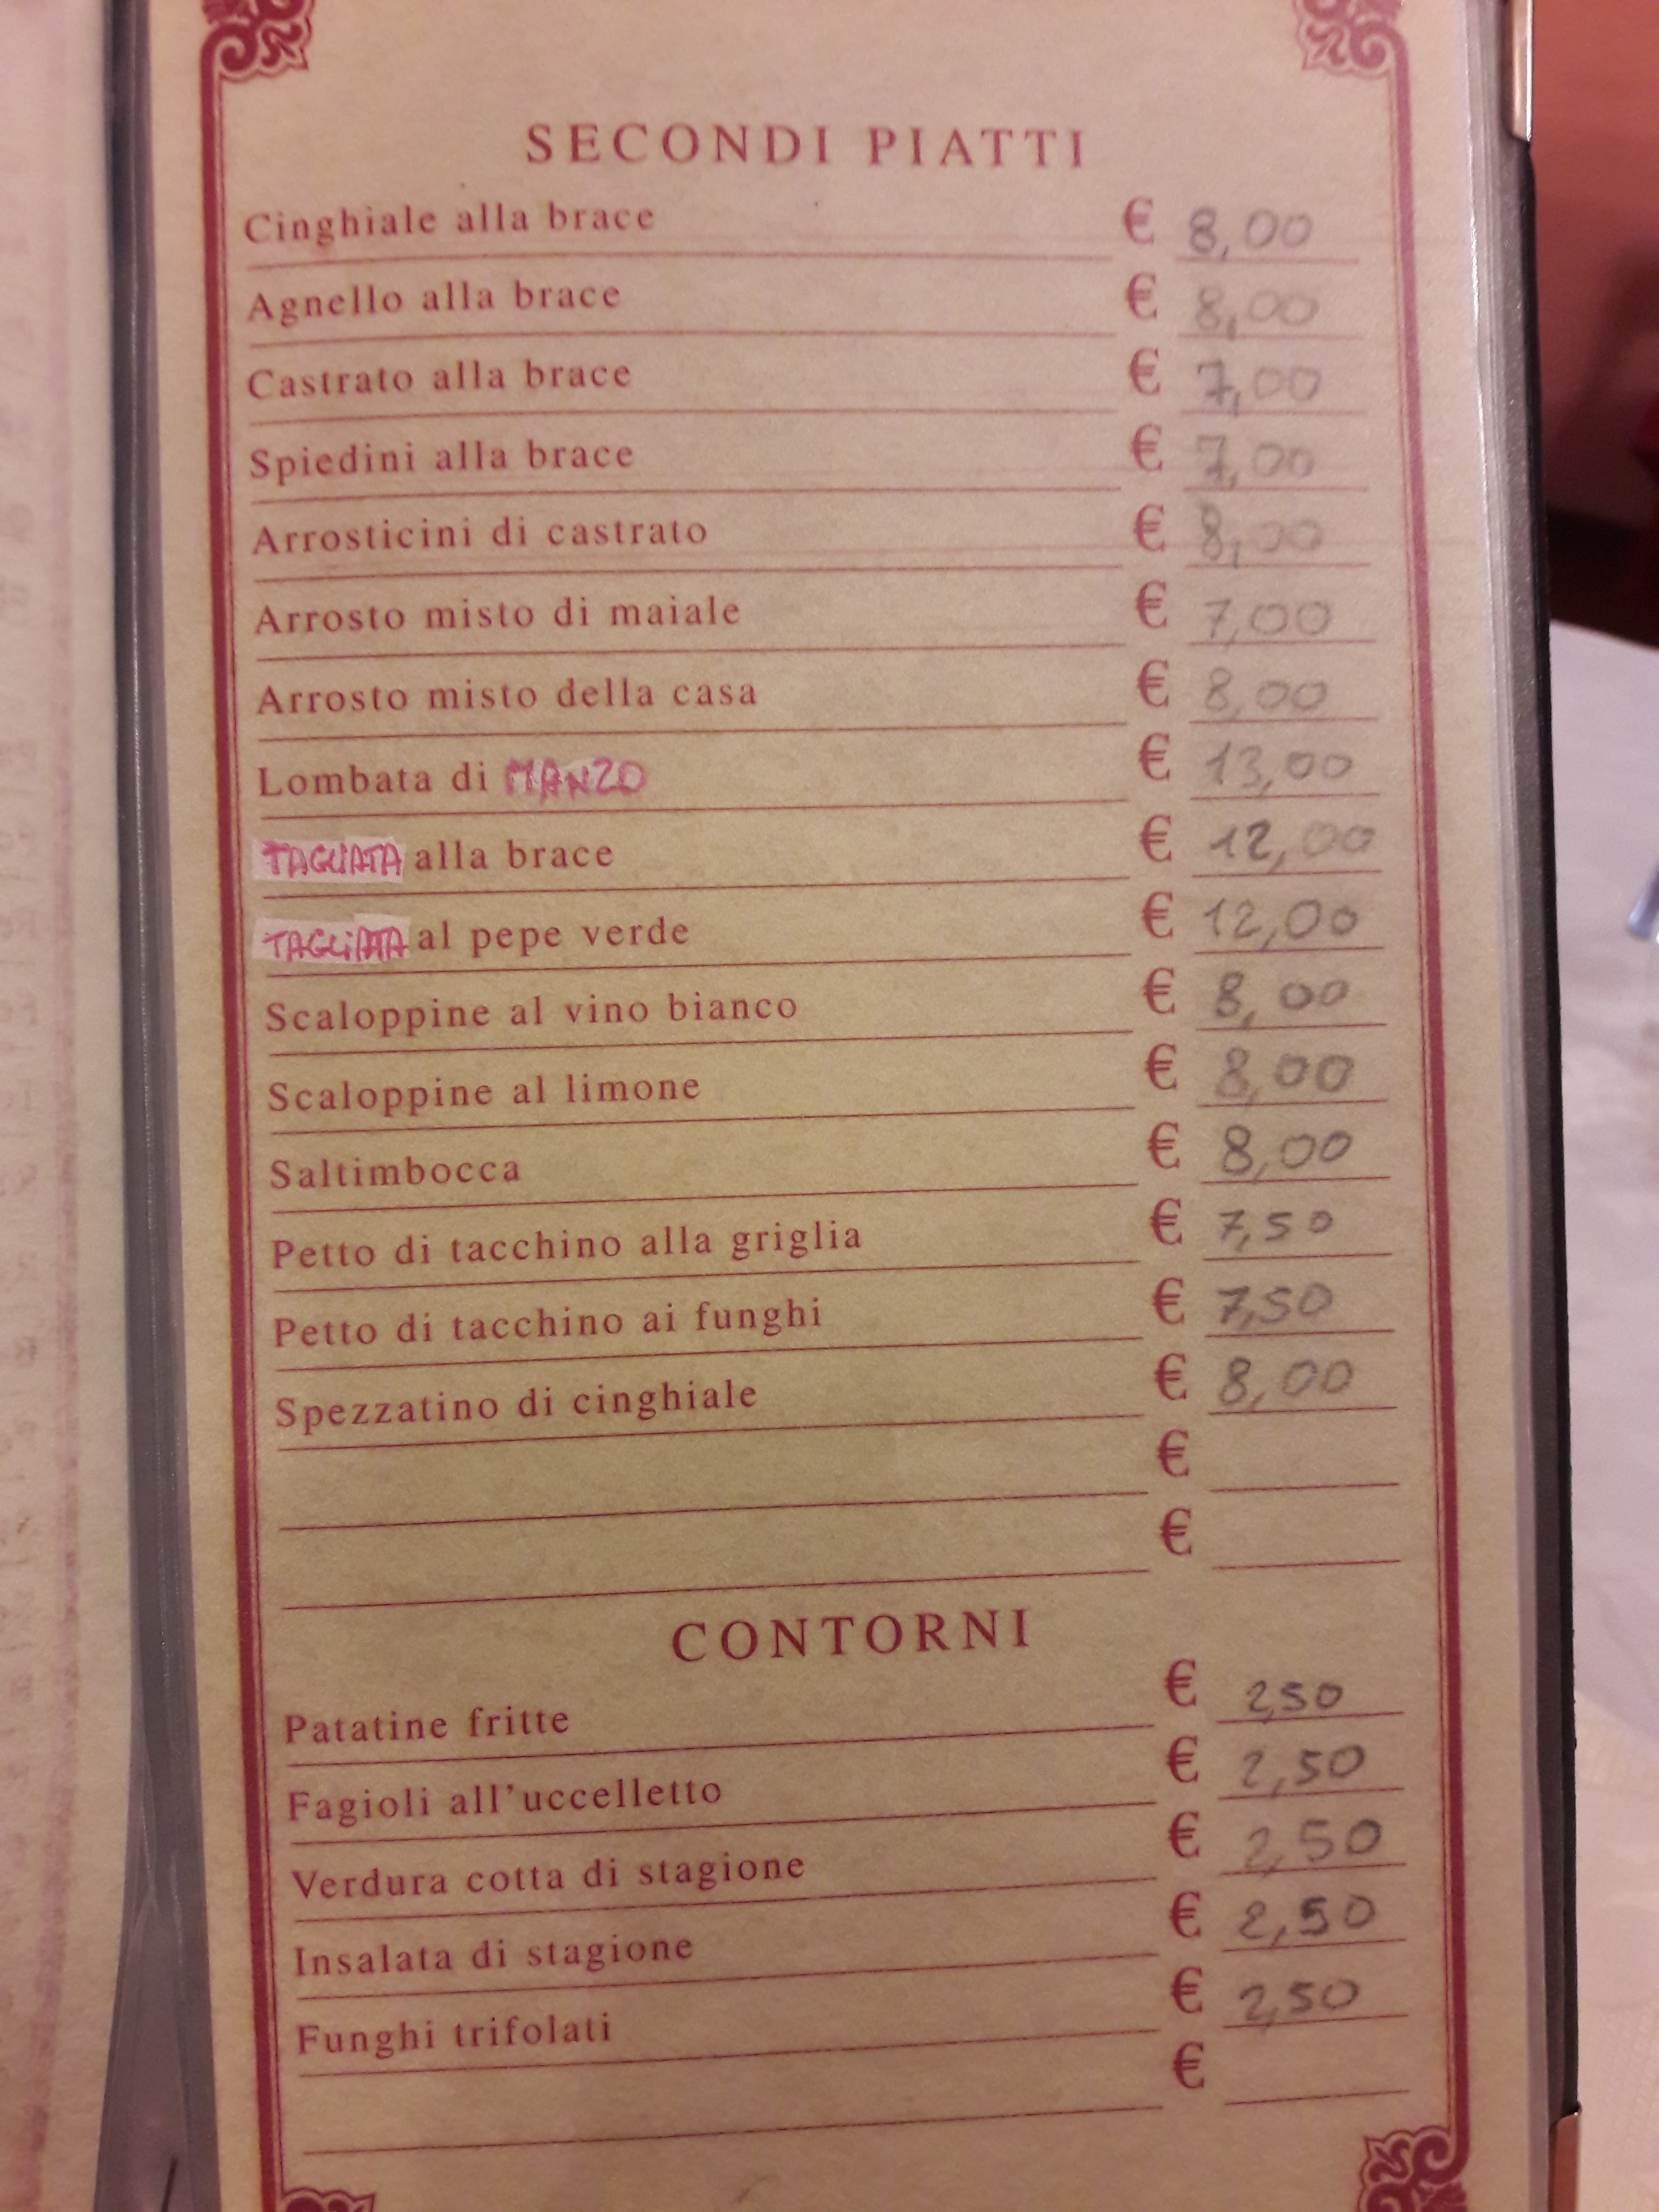 SECONDI PIATTI
Cinghiale alla brace € 8,00
Agnello alla brace € 8,00
Castrato alla brace € 7,00
Spiedini alla brace € 7,00
Arrosticini di castrato € 8,00
Arrosto misto di maiale € 7,00
Arrosto misto della casa € 8,00
Lombata di MANZO € 13,00
TAGLIATA alla brace € 12,00
TAGLIATA al pepe verde € 12,00
Scaloppine al vino bianco € 8,00
Scaloppine al limone € 8,00
Saltimbocca € 8,00
Petto di tacchino alla griglia € 7,50
Petto di tacchino ai funghi € 7,50
Spezzatino di cinghiale € 8,00
€
€
CONTORNI
Patatine fritte € 2,50
Fagioli all'uccelletto € 2,50
Verdura cotta di stagione € 2,50
Insalata di stagione € 2,50
Funghi trifolati € 2,50
€